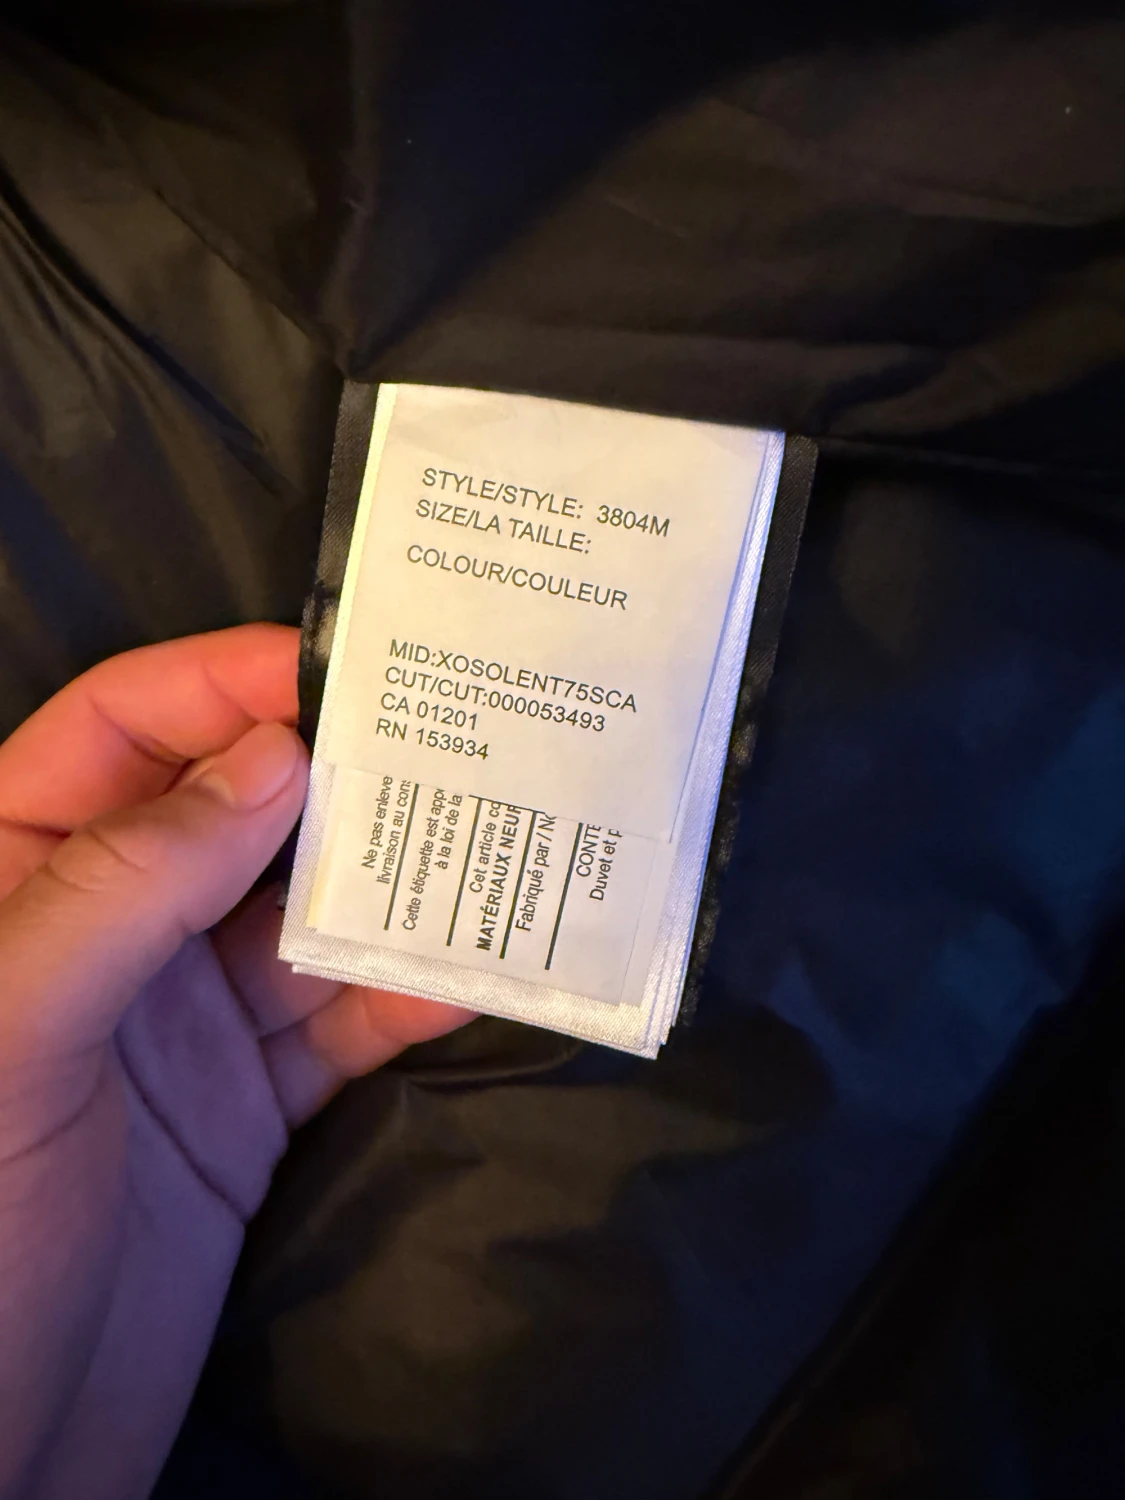 STYLE/STYLE: 3804M
SIZE/LA TAILLE:
COLOUR/COULEUR
MID:XOSOLENT75SCA
CUT/CUT:000053493
CA 01201
RN 153934
Ne pas enleve
livraison au con
Cette étiquette est app
à la loi de la
Cet article co
MATÉRIAUX NEUF
Fabriqué par / No
CONTE
Duvet et p